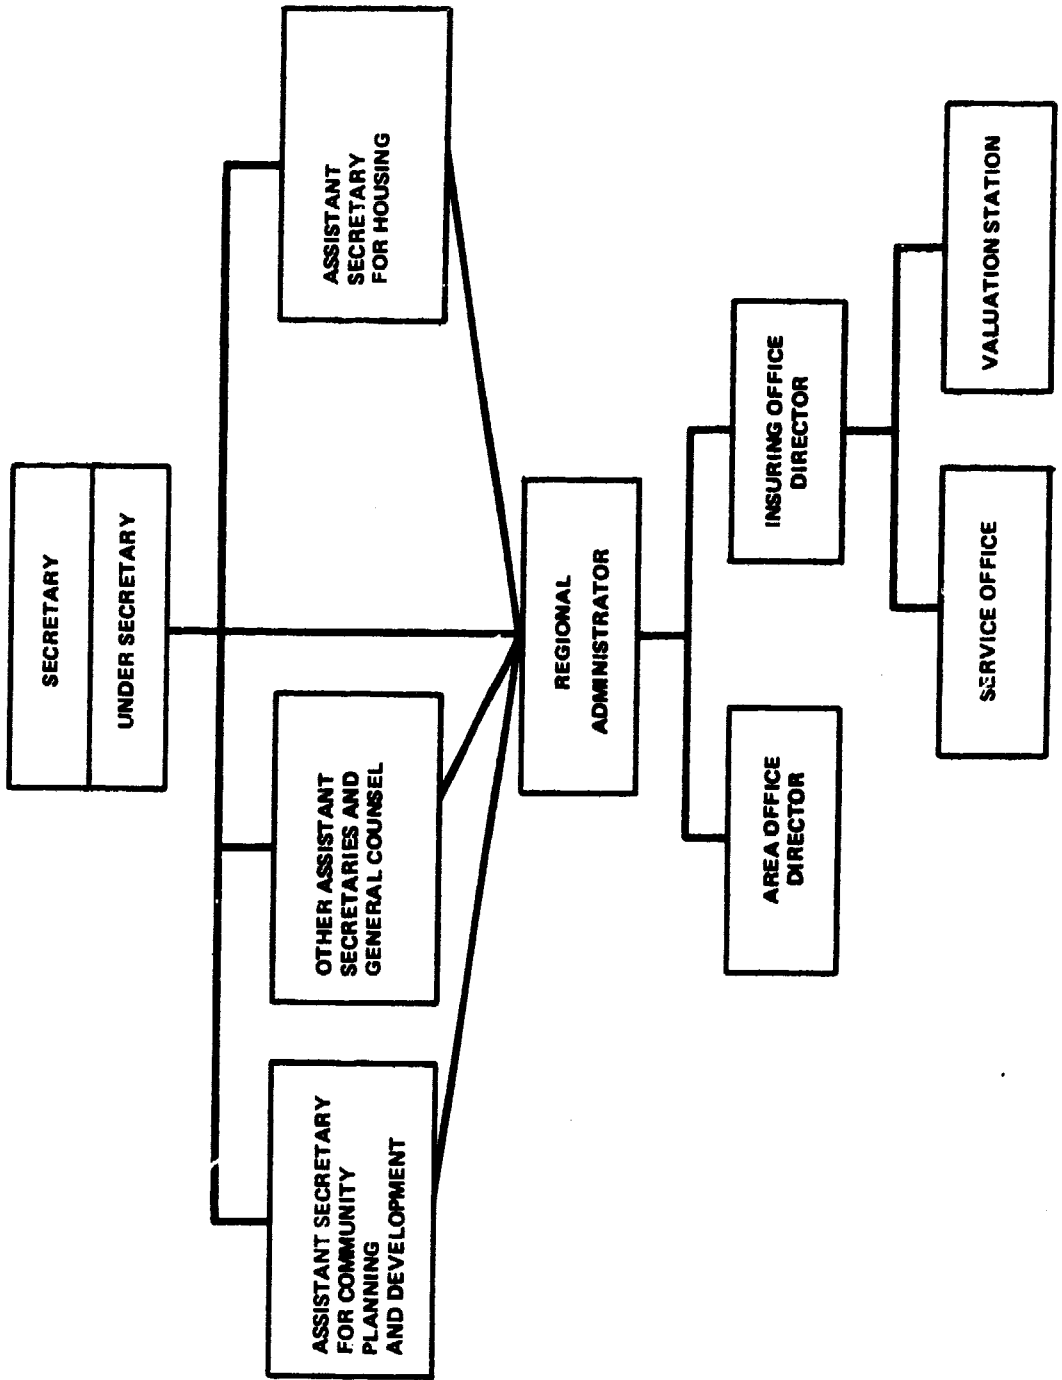 SECRETARY
UNDER SECRETARY
ASSISTANT SECRETARY
FOR COMMUNITY
PLANNING
AND DEVELOPMENT
OTHER ASSISTANT
SECRETARIES AND
GENERAL COUNSEL
ASSISTANT
SECRETARY
FOR HOUSING
REGIONAL
ADMINISTRATOR
AREA OFFICE
DIRECTOR
INSURING OFFICE
DIRECTOR
SERVICE OFFICE
VALUATION STATION